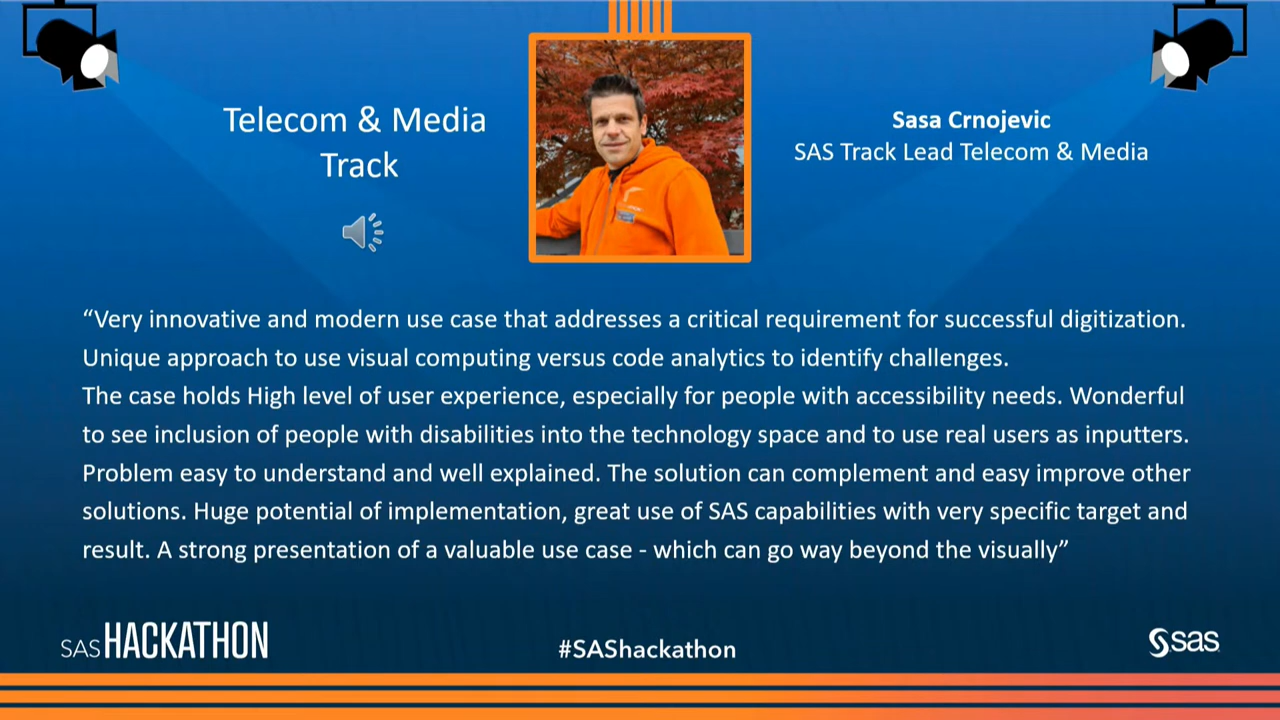 Telecom & Media
Track
Sasa Crnojevic
SAS Track Lead Telecom & Media
“Very innovative and modern use case that addresses a critical requirement for successful digitization.
Unique approach to use visual computing versus code analytics to identify challenges.
The case holds High level of user experience, especially for people with accessibility needs. Wonderful
to see inclusion of people with disabilities into the technology space and to use real users as inputters.
Problem easy to understand and well explained. The solution can complement and easy improve other
solutions. Huge potential of implementation, great use of SAS capabilities with very specific target and
result. A strong presentation of a valuable use case - which can go way beyond the visually”
SAS HACKATHON
#SAShackathon
sas